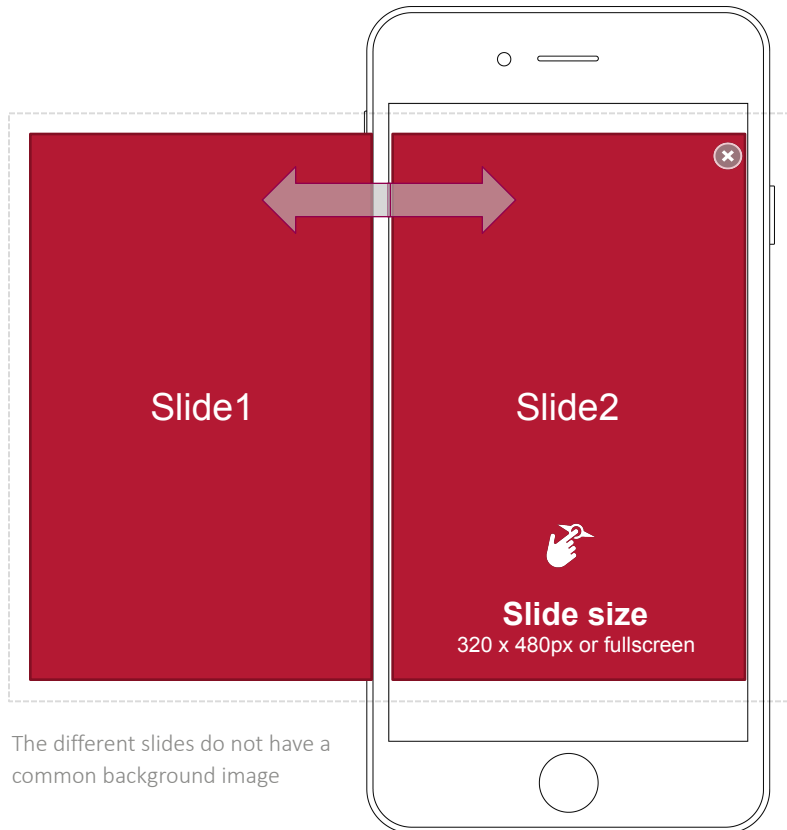 Slide1
Slide2
Slide size
320 x 480px or fullscreen
The different slides do not have a
common background image